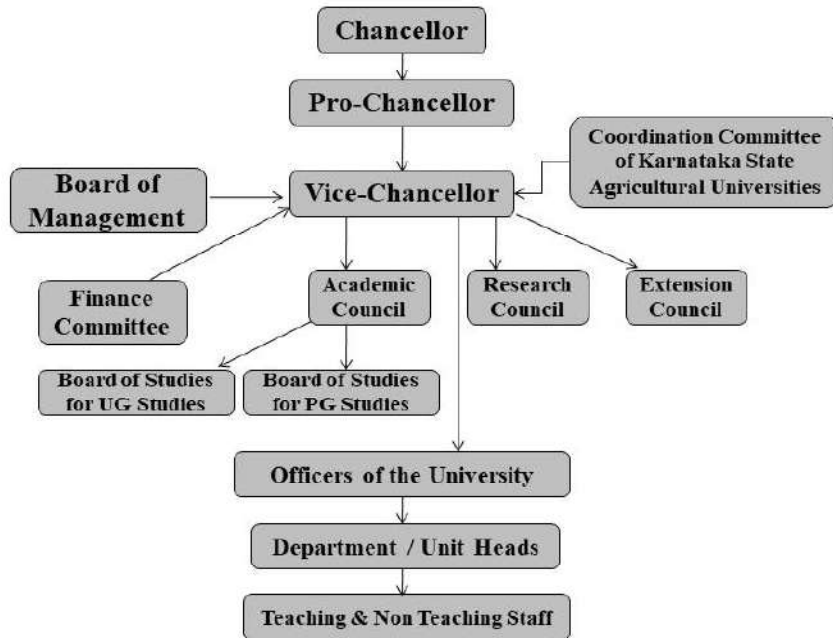 Chancellor
Pro-Chancellor
Coordination Committee
of Karnataka State
Agricultural Universities
Board of
Management
Vice-Chancellor
Finance
Committee
Academic
Council
Research
Council
Extension
Council
Board of Studies
for UG Studies
Board of Studies
for PG Studies
Officers of the University
Department / Unit Heads
Teaching & Non Teaching Staff